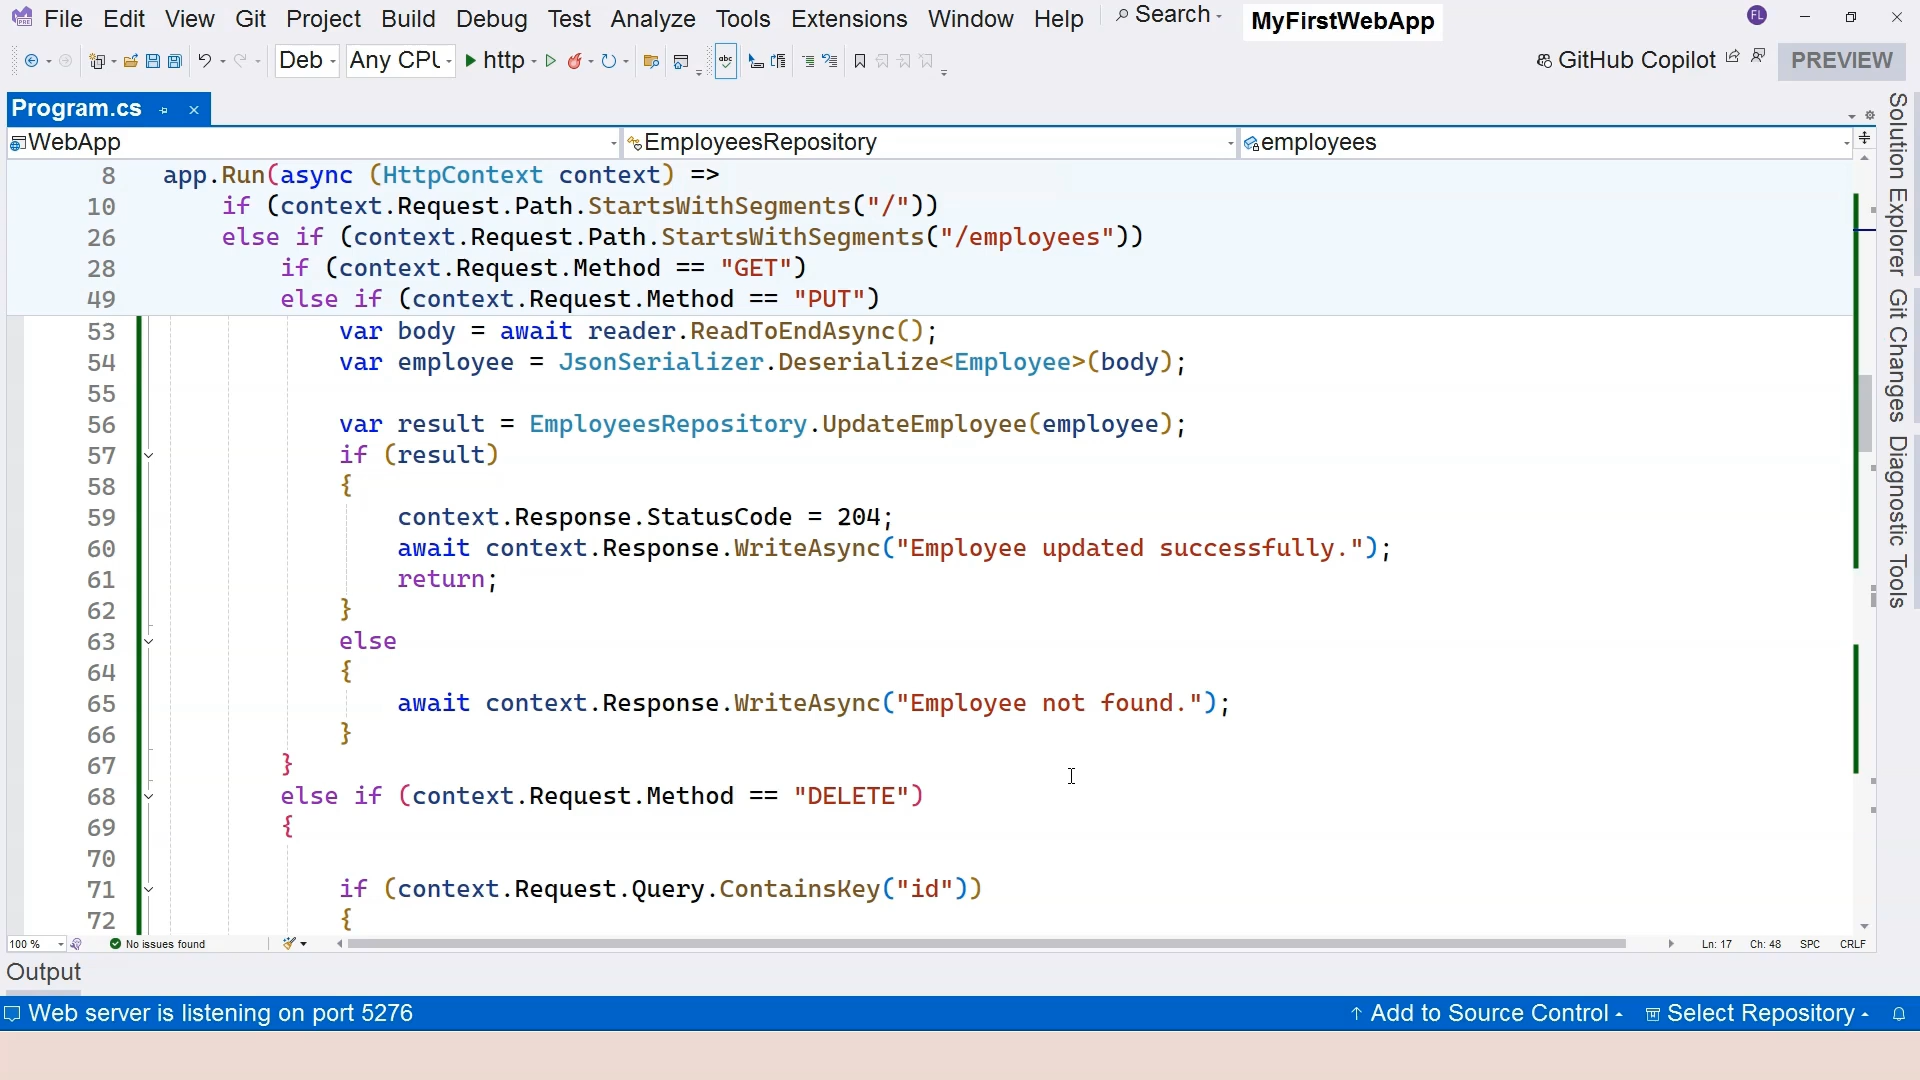 File Edit View Git Project Build Debug Test Analyze Tools Extensions Window Help Search MyFirstWebApp FL
Deb Any CPU http GitHub Copilot PREVIEW
Program.cs
WebApp EmployeesRepository employees
8 app.Run(async (HttpContext context) =>
10 if (context.Request.Path.StartsWithSegments("/"))
26 else if (context.Request.Path.StartsWithSegments("/employees"))
28 if (context.Request.Method == "GET")
49 else if (context.Request.Method == "PUT")
53 var body = await reader.ReadToEndAsync();
54 var employee = JsonSerializer.Deserialize<Employee>(body);
55
56 var result = EmployeesRepository.UpdateEmployee(employee);
57 if (result)
58 {
59 context.Response.StatusCode = 204;
60 await context.Response.WriteAsync("Employee updated successfully.");
61 return;
62 }
63 else
64 {
65 await context.Response.WriteAsync("Employee not found.");
66 }
67 }
68 else if (context.Request.Method == "DELETE")
69 {
70
71 if (context.Request.Query.ContainsKey("id"))
72 {
100 % No issues found Ln: 17 Ch: 48 SPC CRLF
Output
Web server is listening on port 5276 Add to Source Control Select Repository
Solution Explorer
Git Changes
Diagnostic Tools